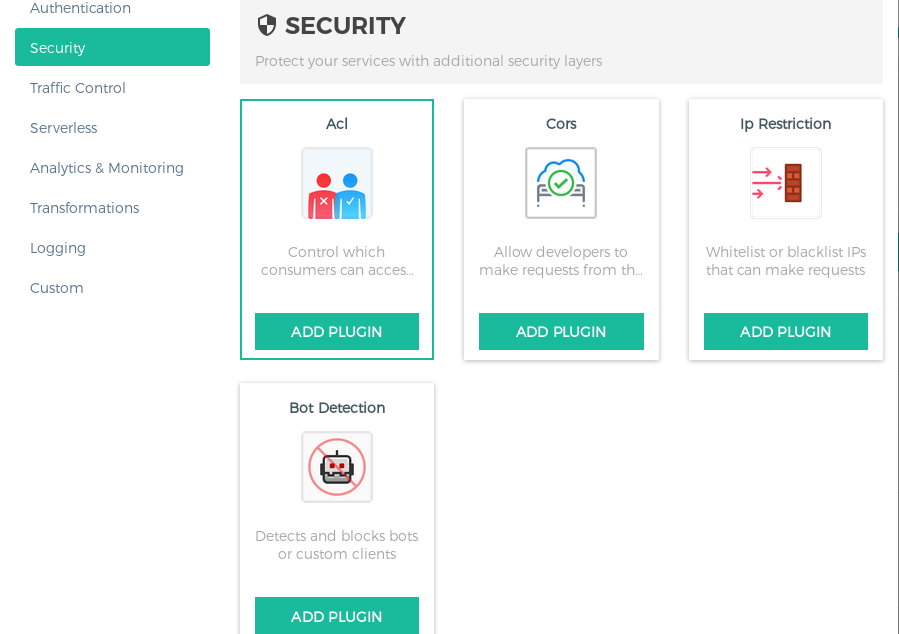 Authentication
Security
Traffic Control
Serverless
Analytics & Monitoring
Transformations
Logging
Custom
SECURITY
Protect your services with additional security layers
Acl
Control which
consumers can acces...
ADD PLUGIN
Cors
Allow developers to
make requests from th...
ADD PLUGIN
Ip Restriction
Whitelist or blacklist IPs
that can make requests
ADD PLUGIN
Bot Detection
Detects and blocks bots
or custom clients
ADD PLUGIN